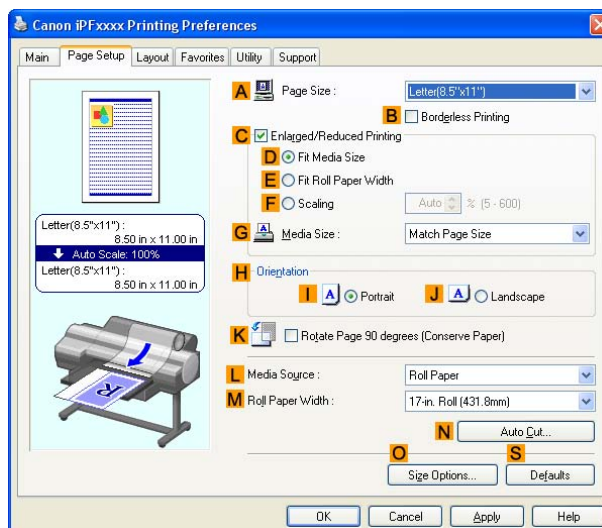 Canon iPFxxxx Printing Preferences
Main Page Setup Layout Favorites Utility Support
A Page Size : Letter(8.5"x11")
B Borderless Printing
C Enlarged/Reduced Printing
D Fit Media Size
E Fit Roll Paper Width
F Scaling Auto % (5 - 600)
G A Media Size : Match Page Size
Letter(8.5"x11") :
8.50 in x 11.00 in
Auto Scale: 100%
Letter(8.5"x11") :
8.50 in x 11.00 in
H Orientation
I A Portrait J A Landscape
K Rotate Page 90 degrees (Conserve Paper)
R
L Media Source : Roll Paper
M Roll Paper Width : 17-in. Roll (431.8mm)
N Auto Cut...
O S
Size Options... Defaults
OK Cancel Apply Help